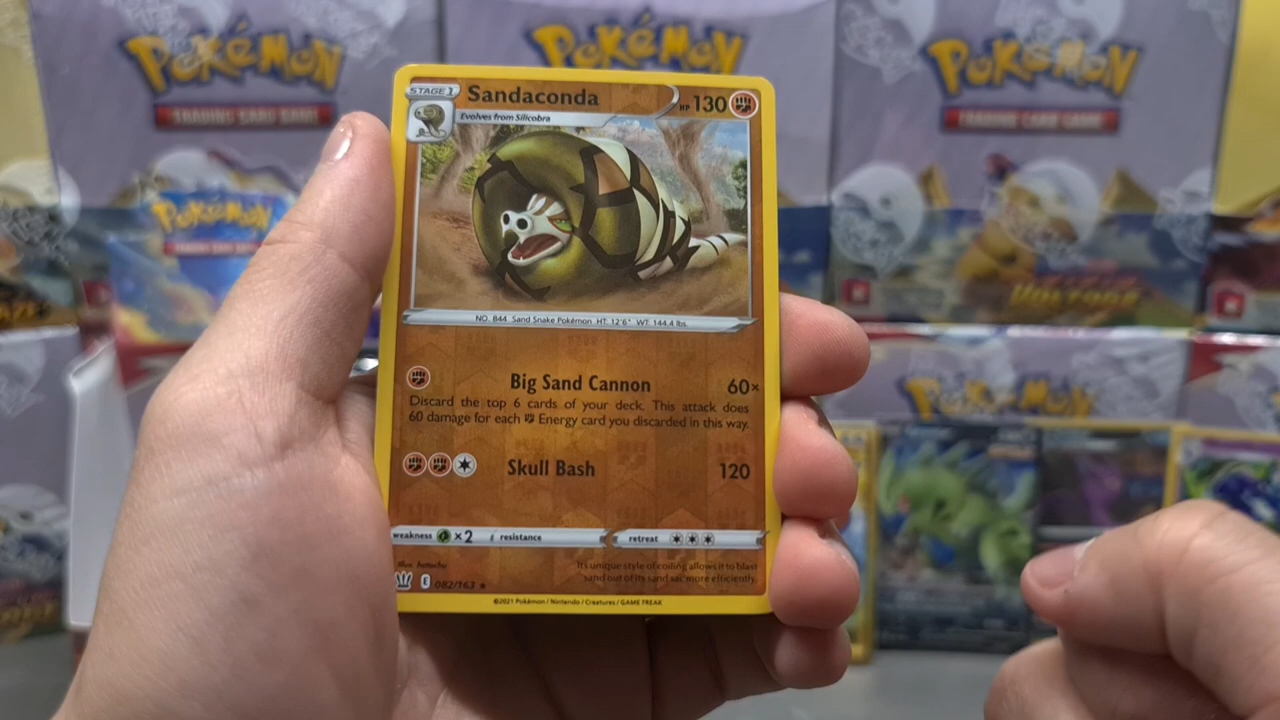 Pokémon
TRADING CARD GAME
Pokémon
Pokémon
TRADING CARD GAME
Pokémon
VOLTAGE
Pokémon
STAGE 1
Sandaconda
HP 130
Evolves from Silicobra
NO. 844 Sand Snake Pokémon HT: 12'6" WT: 144.4 lbs.
Big Sand Cannon 60×
Discard the top 6 cards of your deck. This attack does
60 damage for each Energy card you discarded in this way.
Skull Bash 120
weakness ×2 resistance retreat
Illus. hatachu
It's unique style of coiling allows it to blast
sand out of its sand sac more efficiently.
E 082/163 ★
©2021 Pokémon / Nintendo / Creatures / GAME FREAK